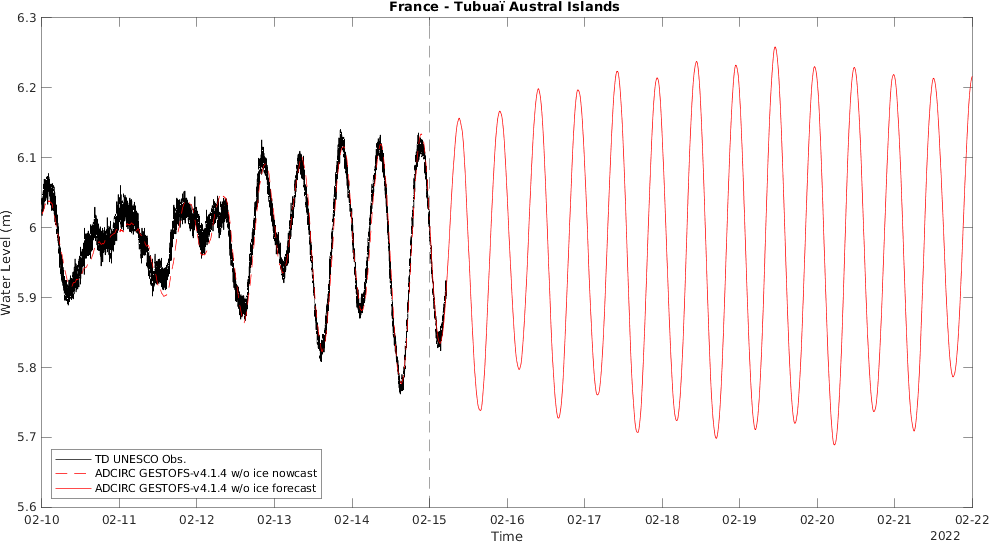 France - Tubuaï Austral Islands
Water Level (m)
6.3
6.2
6.1
6
5.9
5.8
5.7
5.6
TD UNESCO Obs.
ADCIRC GESTOFS-v4.1.4 w/o ice nowcast
ADCIRC GESTOFS-v4.1.4 w/o ice forecast
02-10 02-11 02-12 02-13 02-14 02-15 02-16 02-17 02-18 02-19 02-20 02-21 02-22
Time
2022